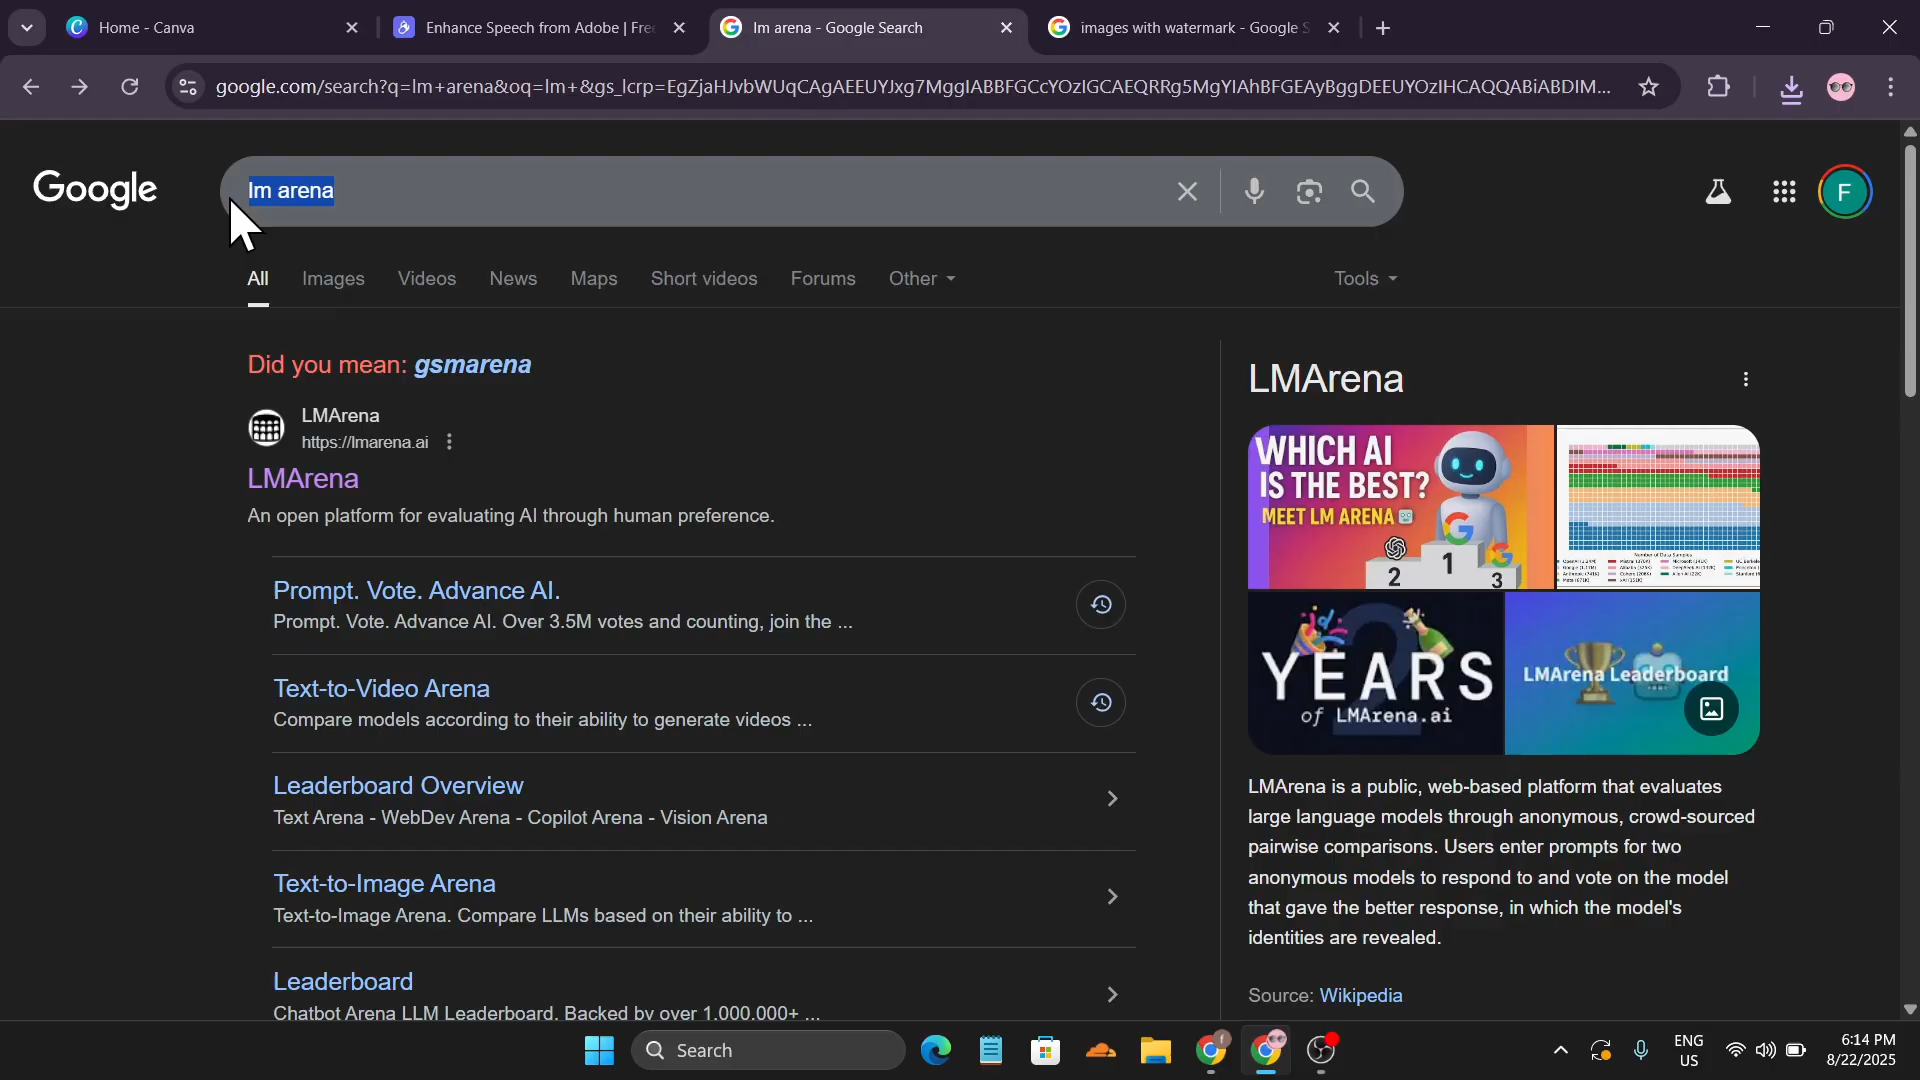 Home - Canva
Enhance Speech from Adobe | Free
lm arena - Google Search
images with watermark - Google S
google.com/search?q=lm+arena&oq=lm+&gs_lcrp=EgZjaHJvbWUqCAgAEEUYJxg7MggIABBFGCcYOzIGCAEQRRg5MgYIAhBFGEAyBggDEEUYOzIHCAQQABiABDIM...
Google
lm arena
F
All Images Videos News Maps Short videos Forums Other Tools
Did you mean: gsmarena
LMArena
https://lmarena.ai
LMArena
An open platform for evaluating AI through human preference.
Prompt. Vote. Advance AI.
Prompt. Vote. Advance AI. Over 3.5M votes and counting, join the ...
Text-to-Video Arena
Compare models according to their ability to generate videos ...
Leaderboard Overview
Text Arena - WebDev Arena - Copilot Arena - Vision Arena
Text-to-Image Arena
Text-to-Image Arena. Compare LLMs based on their ability to ...
Leaderboard
Chatbot Arena LLM Leaderboard. Backed by over 1,000,000+ ...
LMArena
WHICH AI
IS THE BEST?
MEET LM ARENA
2 1 3
Number of Data Samples
2
YEARS
of LMArena.ai
LMArena Leaderboard
LMArena is a public, web-based platform that evaluates
large language models through anonymous, crowd-sourced
pairwise comparisons. Users enter prompts for two
anonymous models to respond to and vote on the model
that gave the better response, in which the model's
identities are revealed.
Source: Wikipedia
Search
ENG
US
6:14 PM
8/22/2025